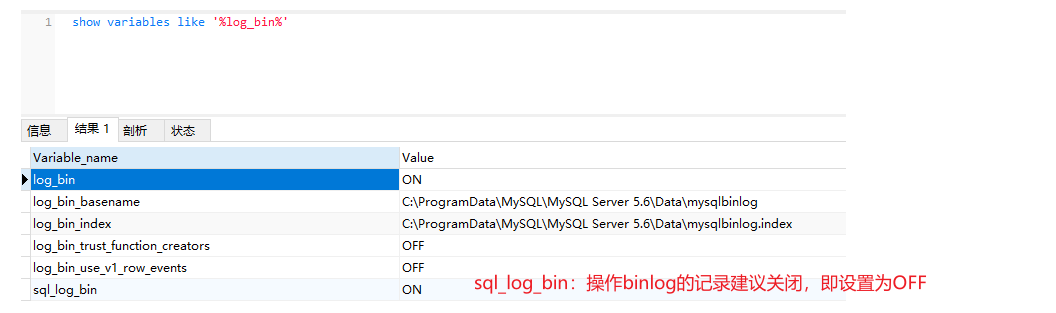 1 show variables like '%log_bin%'
信息 结果 1 剖析 状态
Variable_name Value
log_bin ON
log_bin_basename C:\ProgramData\MySQL\MySQL Server 5.6\Data\mysqlbinlog
log_bin_index C:\ProgramData\MySQL\MySQL Server 5.6\Data\mysqlbinlog.index
log_bin_trust_function_creators OFF
log_bin_use_v1_row_events OFF
sql_log_bin ON sql_log_bin：操作binlog的记录建议关闭，即设置为OFF